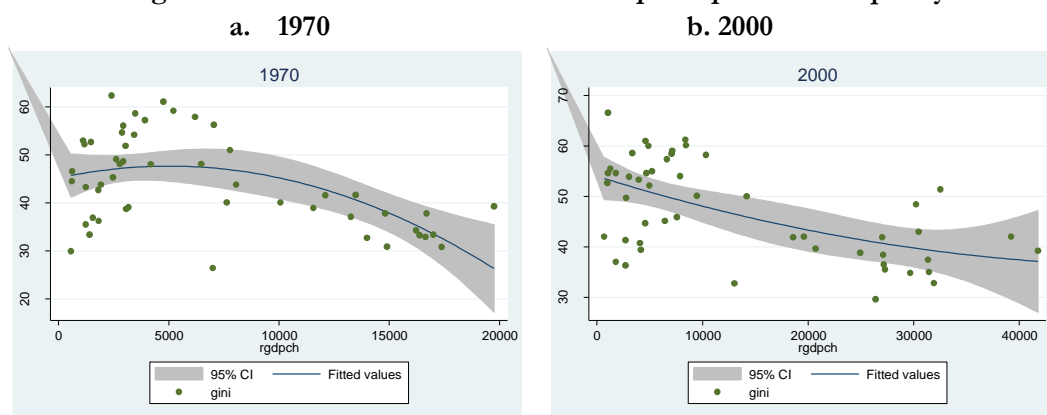 a. 1970
b. 2000
1970
60
50
40
30
20
0 5000 10000 15000 20000
rgdpch
95% CI Fitted values
gini
2000
70
60
50
40
30
0 10000 20000 30000 40000
rgdpch
95% CI Fitted values
gini